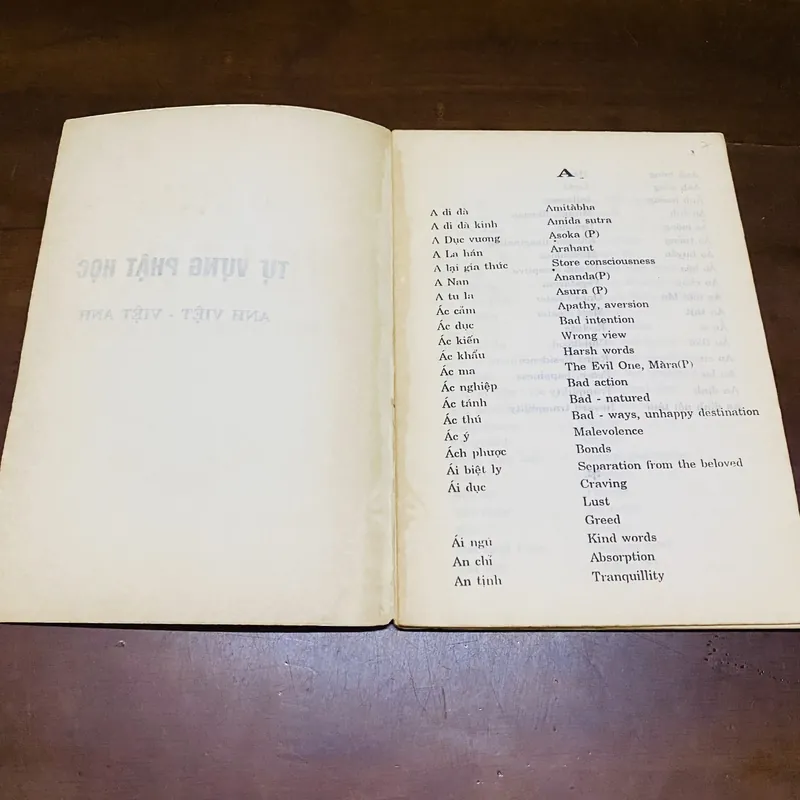 TỰ VỰNG PHẬT HỌC
ANH VIỆT - VIỆT ANH
A
A di đà Amitàbha
A di đà kinh Amida sutra
A Dục vương Asoka (P)
A La hán Arahant
A lại gia thức Store consciousness
A Nan Ananda(P)
A tu la Asura (P)
Ác cảm Apathy, aversion
Ác dục Bad intention
Ác kiến Wrong view
Ác khẩu Harsh words
Ác ma The Evil One, Màra(P)
Ác nghiệp Bad action
Ác tánh Bad - natured
Ác thú Bad - ways, unhappy destination
Ác ý Malevolence
Ách phược Bonds
Ái biệt ly Separation from the beloved
Ái dục Craving
Lust
Greed
Ái ngũ Kind words
An chỉ Absorption
An tịnh Tranquillity